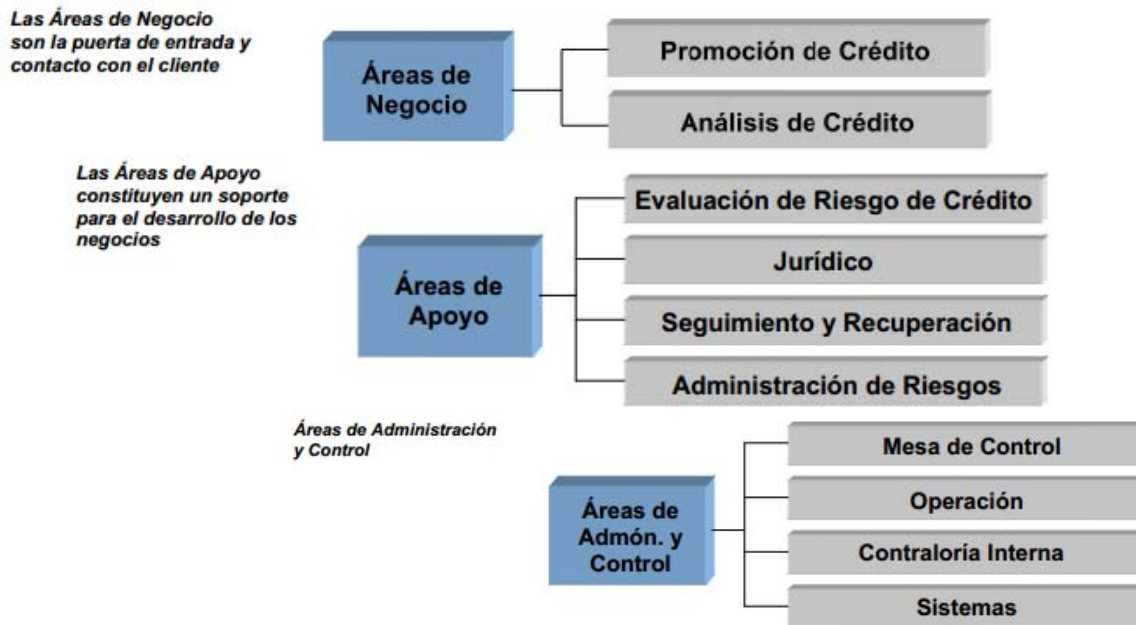 Las Áreas de Negocio
son la puerta de entrada y
contacto con el cliente
Áreas de
Negocio
Promoción de Crédito
Análisis de Crédito
Las Áreas de Apoyo
constituyen un soporte
para el desarrollo de los
negocios
Áreas de
Apoyo
Evaluación de Riesgo de Crédito
Jurídico
Seguimiento y Recuperación
Administración de Riesgos
Áreas de Administración
y Control
Áreas de
Admón. y
Control
Mesa de Control
Operación
Contraloría Interna
Sistemas